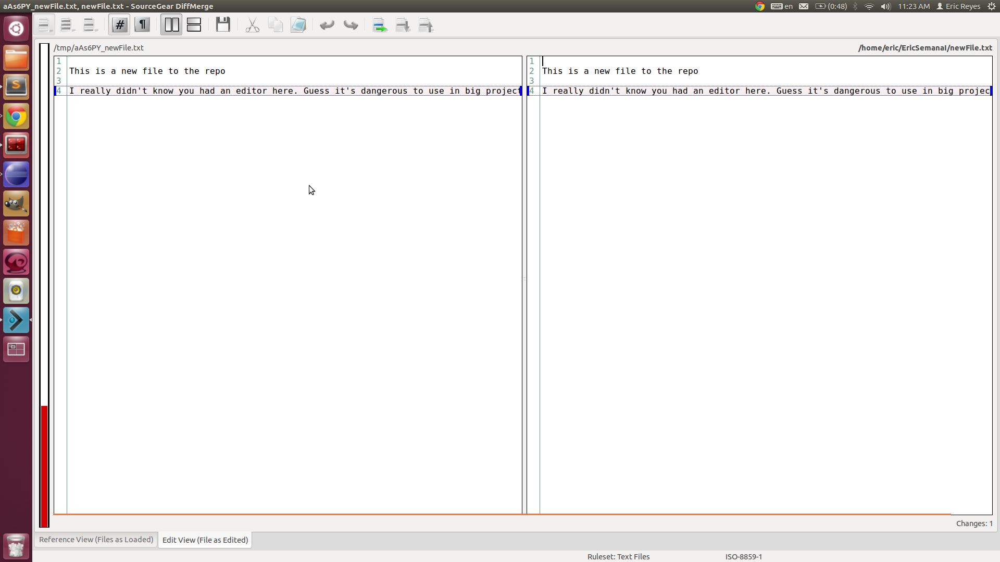 aAs6PY_newFile.txt, newFile.txt - SourceGear DiffMerge
en (0:48) 11:23 AM Eric Reyes
# ¶
/tmp/aAs6PY_newFile.txt
/home/eric/EricSemanaI/newFile.txt
1
2 This is a new file to the repo
3
4 I really didn't know you had an editor here. Guess it's dangerous to use in big project
1
2 This is a new file to the repo
3
4 I really didn't know you had an editor here. Guess it's dangerous to use in big projec
Changes: 1
Reference View (Files as Loaded)
Edit View (File as Edited)
Ruleset: Text Files
ISO-8859-1